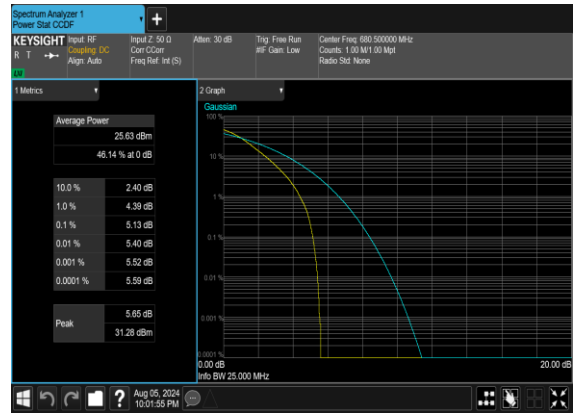 Spectrum Analyzer 1
Power Stat CCDF
KEYSIGHT
R T
LXI
Input: RF
Coupling: DC
Align: Auto
Input Z: 50 Ω
Corr CCorr
Freq Ref: Int (S)
Atten: 30 dB
Trig: Free Run
#IF Gain: Low
Center Freq: 680.500000 MHz
Counts: 1.00 M/1.00 Mpt
Radio Std: None
1 Metrics
Average Power
25.63 dBm
46.14 % at 0 dB
10.0 % 2.40 dB
1.0 % 4.39 dB
0.1 % 5.13 dB
0.01 % 5.40 dB
0.001 % 5.52 dB
0.0001 % 5.59 dB
Peak
5.65 dB
31.28 dBm
2 Graph
Gaussian
100 %
10 %
1 %
0.1 %
0.01 %
0.001 %
0.0001 %
0.00 dB
20.00 dB
Info BW 25.000 MHz
?
Aug 05, 2024
10:01:55 PM